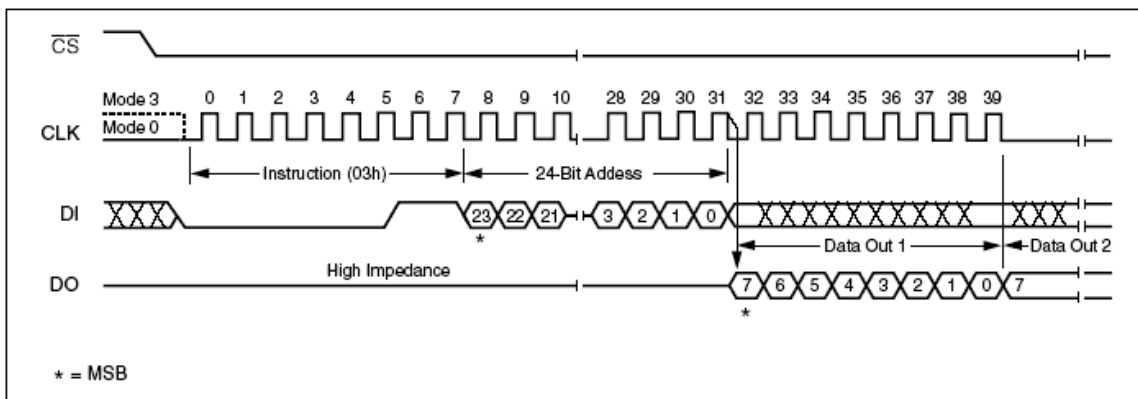 CS
Mode 3 0 1 2 3 4 5 6 7 8 9 10 28 29 30 31 32 33 34 35 36 37 38 39
CLK Mode 0
Instruction (03h) 24-Bit Addess
DI 23 22 21 3 2 1 0
* Data Out 1 Data Out 2
High Impedance
DO 7 6 5 4 3 2 1 0 7
*
* = MSB